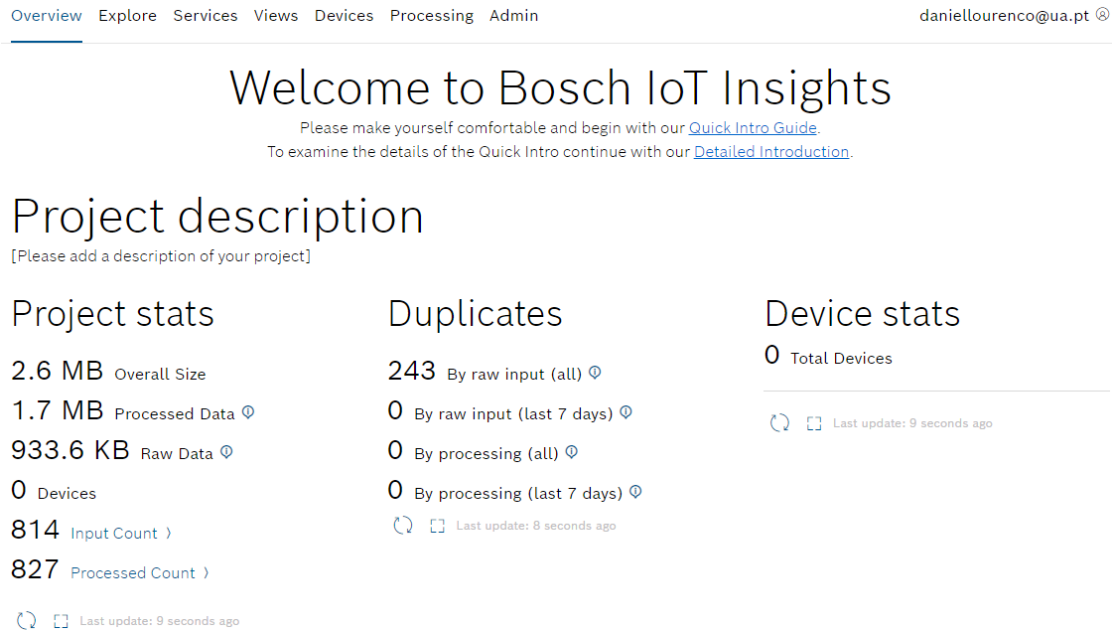 Overview Explore Services Views Devices Processing Admin daniellourenco@ua.pt
Welcome to Bosch IoT Insights
Please make yourself comfortable and begin with our Quick Intro Guide.
To examine the details of the Quick Intro continue with our Detailed Introduction.
Project description
[Please add a description of your project]
Project stats
2.6 MB Overall Size
1.7 MB Processed Data
933.6 KB Raw Data
0 Devices
814 Input Count
827 Processed Count
Last update: 9 seconds ago
Duplicates
243 By raw input (all)
0 By raw input (last 7 days)
0 By processing (all)
0 By processing (last 7 days)
Last update: 8 seconds ago
Device stats
0 Total Devices
Last update: 9 seconds ago